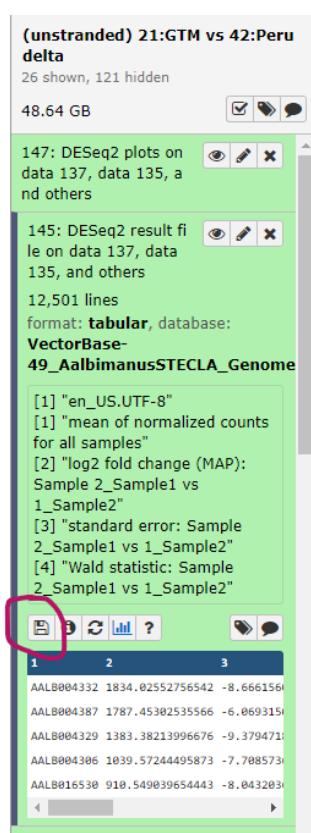 (unstranded) 21:GTM vs 42:Peru
delta
26 shown, 121 hidden
48.64 GB
147: DESeq2 plots on
data 137, data 135, a
nd others
145: DESeq2 result fi
le on data 137, data
135, and others
12,501 lines
format: tabular, database:
VectorBase-
49_AalbimanusSTECLA_Genome
[1] "en_US.UTF-8"
[1] "mean of normalized counts
for all samples"
[2] "log2 fold change (MAP):
Sample 2_Sample1 vs
1_Sample2"
[3] "standard error: Sample
2_Sample1 vs 1_Sample2"
[4] "Wald statistic: Sample
2_Sample1 vs 1_Sample2"
?
1 2 3
AALB004332 1834.02552756542 -8.666156
AALB004387 1787.45302535566 -6.069315
AALB004329 1383.38213996676 -9.379471
AALB004306 1039.57244495873 -7.708573
AALB016530 910.549039654443 -8.043203